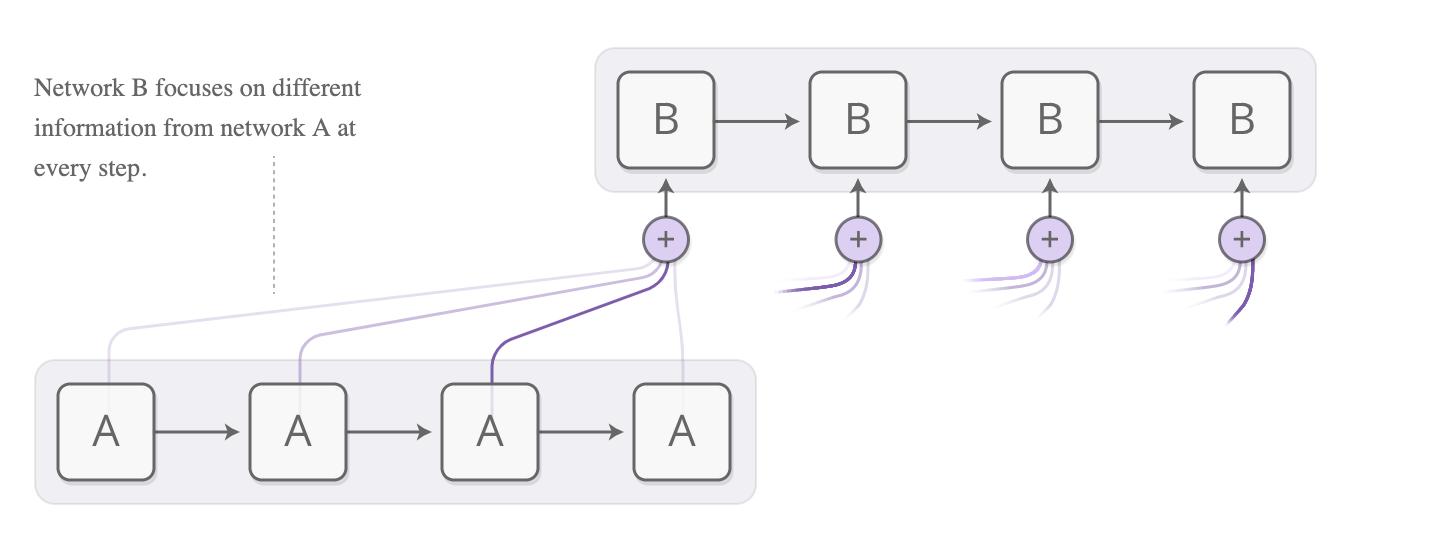 Network B focuses on different
information from network A at
every step.
B B B B
+ + + +
A A A A